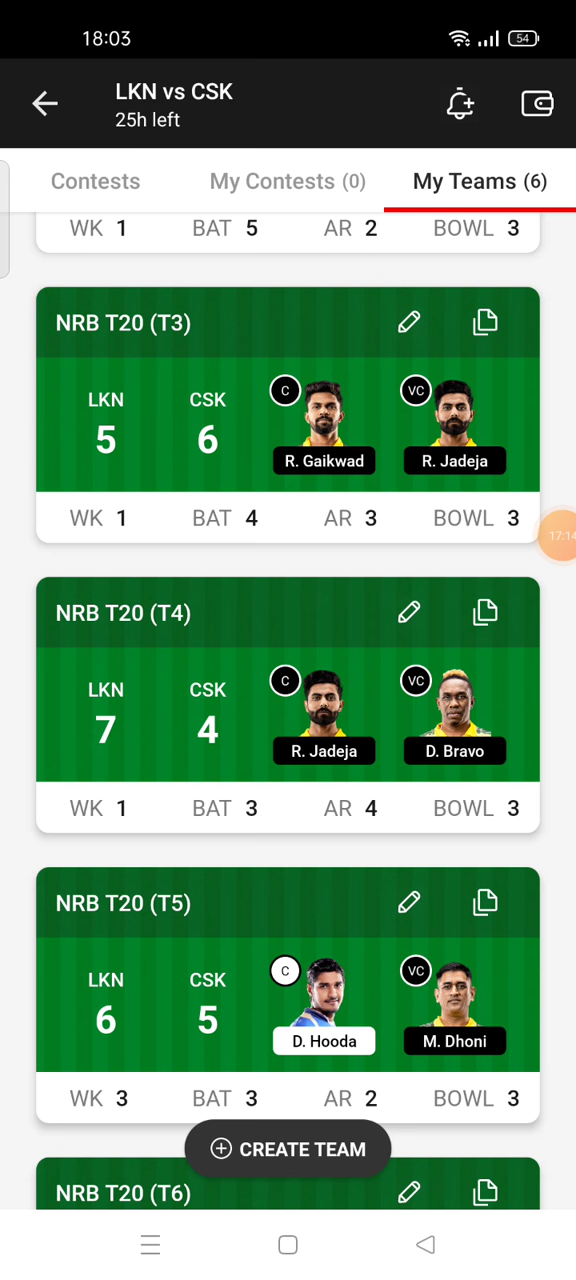 18:03
54
LKN vs CSK
25h left
Contests
My Contests (0)
My Teams (6)
WK 1 BAT 5 AR 2 BOWL 3
NRB T20 (T3)
LKN CSK
5 6
C VC
R. Gaikwad R. Jadeja
WK 1 BAT 4 AR 3 BOWL 3
17:14
NRB T20 (T4)
LKN CSK
7 4
C VC
R. Jadeja D. Bravo
WK 1 BAT 3 AR 4 BOWL 3
NRB T20 (T5)
LKN CSK
6 5
C VC
D. Hooda M. Dhoni
WK 3 BAT 3 AR 2 BOWL 3
CREATE TEAM
NRB T20 (T6)